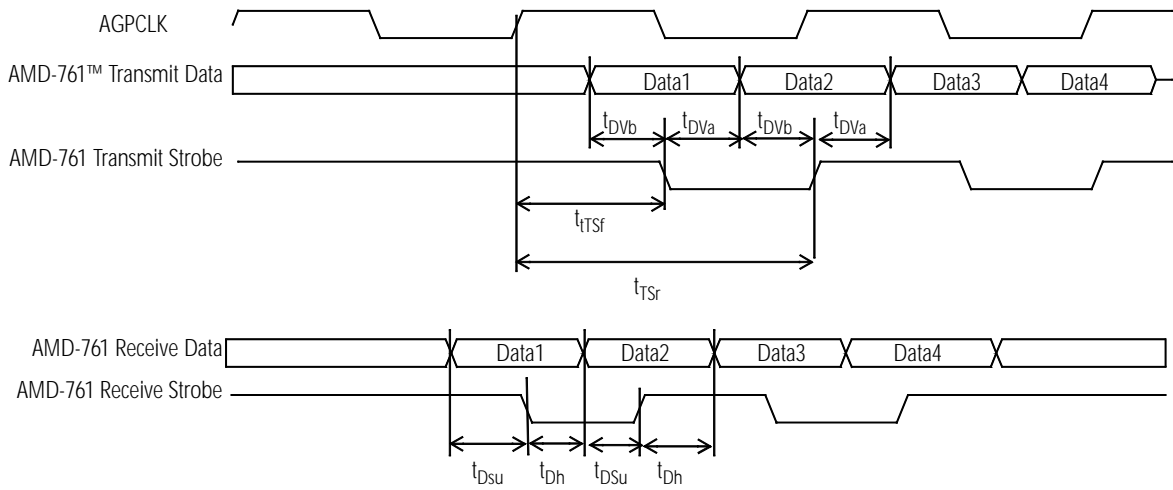 AGPCLK
AMD-761™ Transmit Data
Data1 Data2 Data3 Data4
tDVb tDVa tDVb tDVa
AMD-761 Transmit Strobe
ttTSf
tTSr
AMD-761 Receive Data
Data1 Data2 Data3 Data4
AMD-761 Receive Strobe
tDsu tDh tDSu tDh